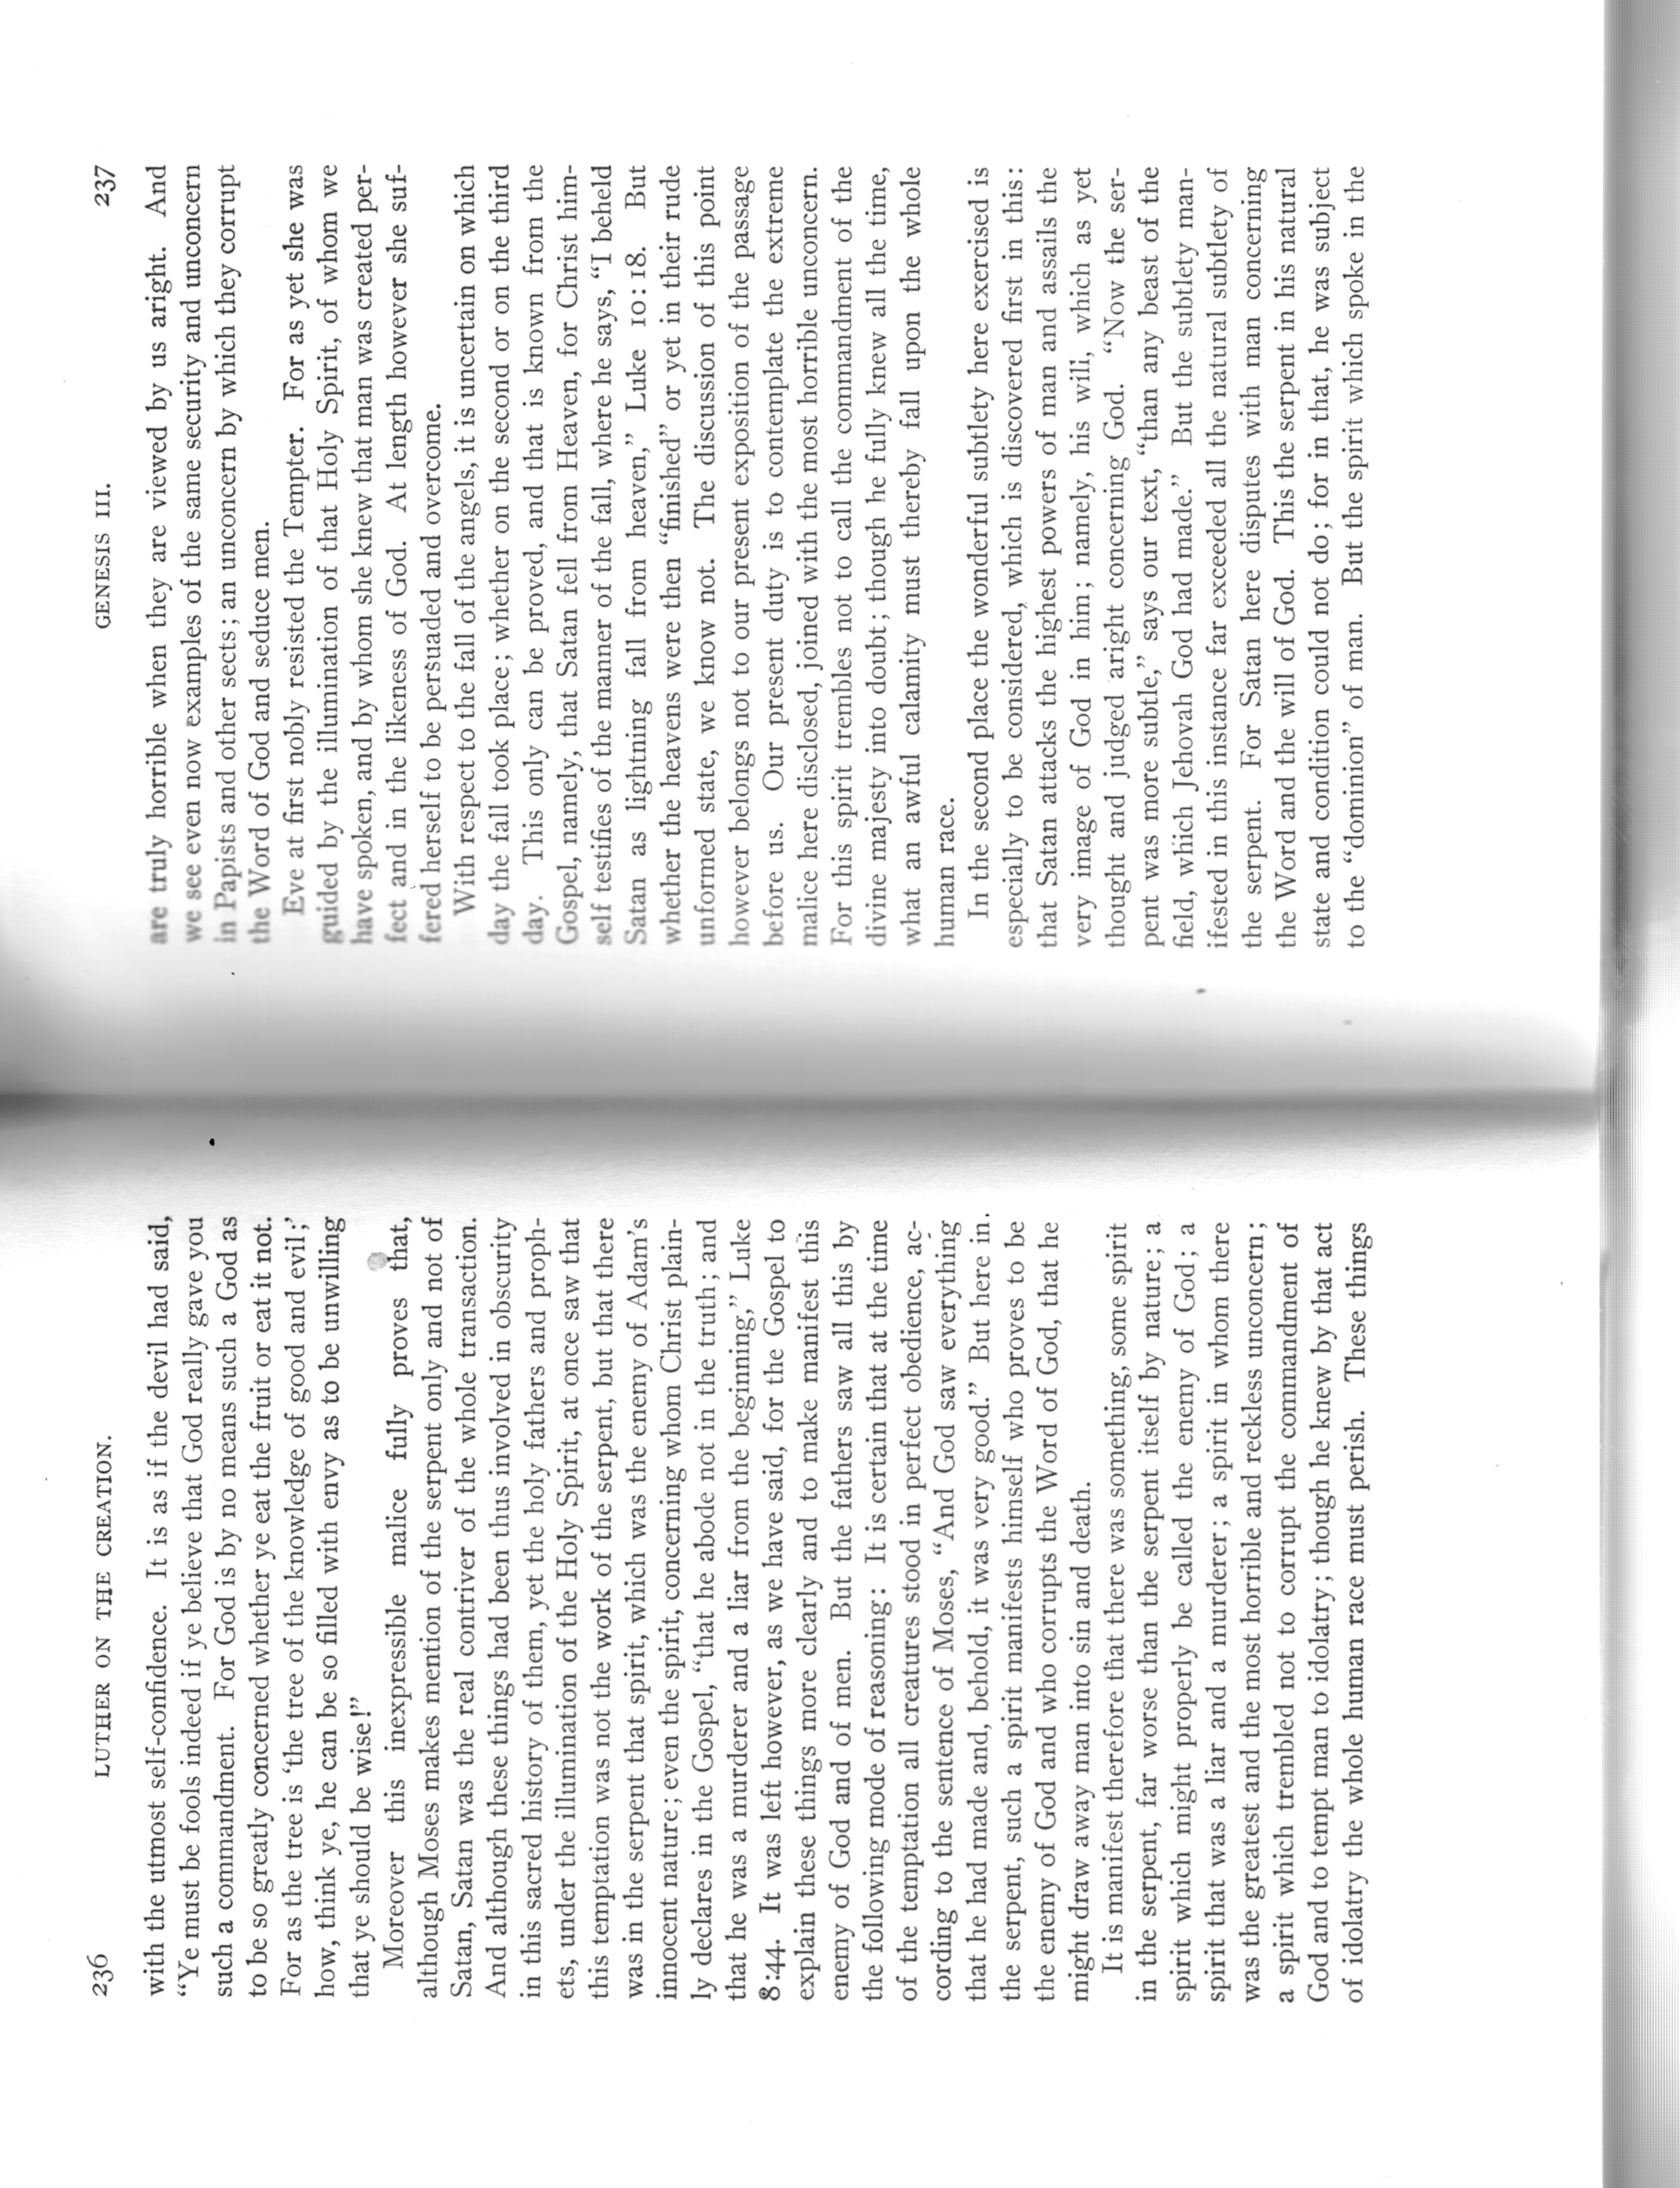 236
LUTHER ON THE CREATION.
with the utmost self-confidence. It is as if the devil had said,
“Ye must be fools indeed if ye believe that God really gave you
such a commandment. For God is by no means such a God as
to be so greatly concerned whether ye eat the fruit or eat it not.
For as the tree is ‘the tree of the knowledge of good and evil;’
how, think ye, he can be so filled with envy as to be unwilling
that ye should be wise!”
Moreover this inexpressible malice fully proves that,
although Moses makes mention of the serpent only and not of
Satan, Satan was the real contriver of the whole transaction.
And although these things had been thus involved in obscurity
in this sacred history of them, yet the holy fathers and proph-
ets, under the illumination of the Holy Spirit, at once saw that
this temptation was not the work of the serpent, but that there
was in the serpent that spirit, which was the enemy of Adam’s
innocent nature; even the spirit, concerning whom Christ plain-
ly declares in the Gospel, “that he abode not in the truth; and
that he was a murderer and a liar from the beginning,” Luke
8:44. It was left however, as we have said, for the Gospel to
explain these things more clearly and to make manifest this
enemy of God and of men. But the fathers saw all this by
the following mode of reasoning: It is certain that at the time
of the temptation all creatures stood in perfect obedience, ac-
cording to the sentence of Moses, “And God saw everything
that he had made and, behold, it was very good.” But here in.
the serpent, such a spirit manifests himself who proves to be
the enemy of God and who corrupts the Word of God, that he
might draw away man into sin and death.
It is manifest therefore that there was something, some spirit
in the serpent, far worse than the serpent itself by nature; a
spirit which might properly be called the enemy of God; a
spirit that was a liar and a murderer; a spirit in whom there
was the greatest and the most horrible and reckless unconcern;
a spirit which trembled not to corrupt the commandment of
God and to tempt man to idolatry; though he knew by that act
of idolatry the whole human race must perish. These things
GENESIS III.
237
are truly horrible when they are viewed by us aright. And
we see even now examples of the same security and unconcern
in Papists and other sects; an unconcern by which they corrupt
the Word of God and seduce men.
Eve at first nobly resisted the Tempter. For as yet she was
guided by the illumination of that Holy Spirit, of whom we
have spoken, and by whom she knew that man was created per-
fect and in the likeness of God. At length however she suf-
fered herself to be persuaded and overcome.
With respect to the fall of the angels, it is uncertain on which
day the fall took place; whether on the second or on the third
day. This only can be proved, and that is known from the
Gospel, namely, that Satan fell from Heaven, for Christ him-
self testifies of the manner of the fall, where he says, “I beheld
Satan as lightning fall from heaven,” Luke 10:18. But
whether the heavens were then “finished” or yet in their rude
unformed state, we know not. The discussion of this point
however belongs not to our present exposition of the passage
before us. Our present duty is to contemplate the extreme
malice here disclosed, joined with the most horrible unconcern.
For this spirit trembles not to call the commandment of the
divine majesty into doubt; though he fully knew all the time,
what an awful calamity must thereby fall upon the whole
human race.
In the second place the wonderful subtlety here exercised is
especially to be considered, which is discovered first in this:
that Satan attacks the highest powers of man and assails the
very image of God in him; namely, his will, which as yet
thought and judged aright concerning God. “Now the ser-
pent was more subtle,” says our text, “than any beast of the
field, which Jehovah God had made.” But the subtlety man-
ifested in this instance far exceeded all the natural subtlety of
the serpent. For Satan here disputes with man concerning
the Word and the will of God. This the serpent in his natural
state and condition could not do; for in that, he was subject
to the “dominion” of man. But the spirit which spoke in the